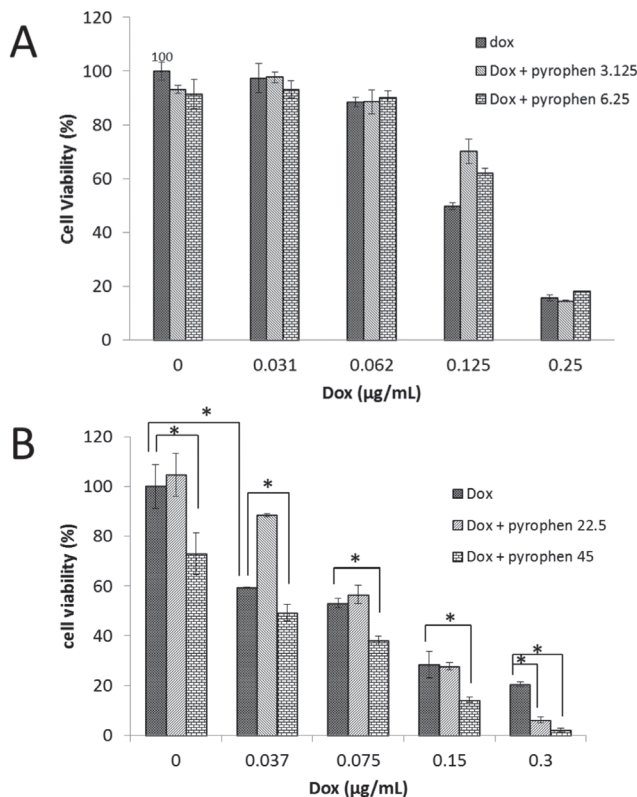 A
Cell Viability (%)
120
100
80
60
40
20
0
100
dox
Dox + pyrophen 3.125
Dox + pyrophen 6.25
0 0.031 0.062 0.125 0.25
Dox (µg/mL)
B
cell viability (%)
120
100
80
60
40
20
0
*
*
*
*
*
*
*
Dox
Dox + pyrophen 22.5
Dox + pyrophen 45
0 0.037 0.075 0.15 0.3
Dox (µg/mL)